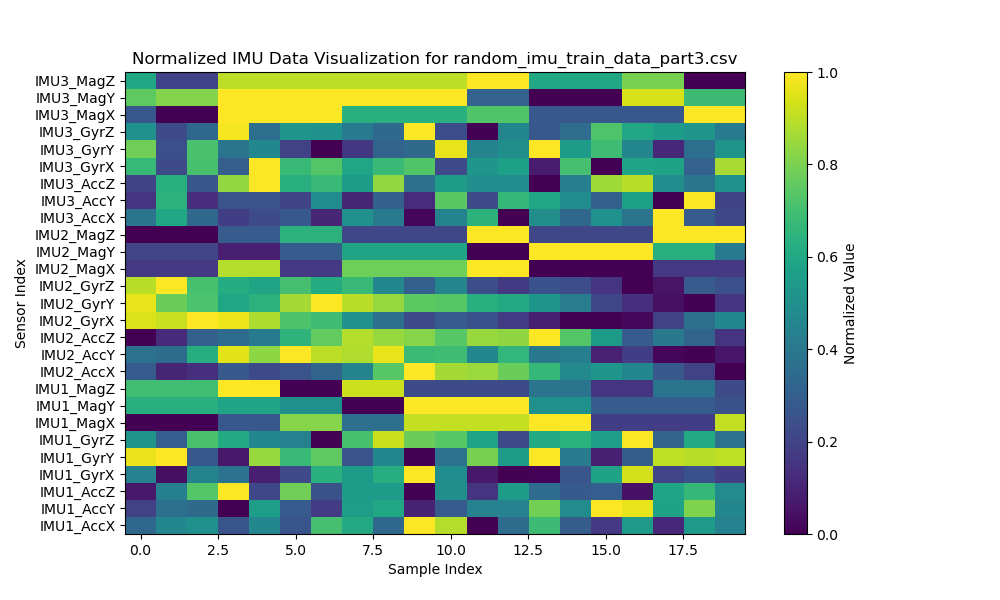 Normalized IMU Data Visualization for random_imu_train_data_part3.csv
IMU3_MagZ
IMU3_MagY
IMU3_MagX
IMU3_GyrZ
IMU3_GyrY
IMU3_GyrX
IMU3_AccZ
IMU3_AccY
IMU3_AccX
IMU2_MagZ
IMU2_MagY
IMU2_MagX
IMU2_GyrZ
IMU2_GyrY
IMU2_GyrX
IMU2_AccZ
IMU2_AccY
IMU2_AccX
IMU1_MagZ
IMU1_MagY
IMU1_MagX
IMU1_GyrZ
IMU1_GyrY
IMU1_GyrX
IMU1_AccZ
IMU1_AccY
IMU1_AccX
Sensor Index
0.0 2.5 5.0 7.5 10.0 12.5 15.0 17.5
Sample Index
1.0
0.8
0.6
0.4
0.2
0.0
Normalized Value